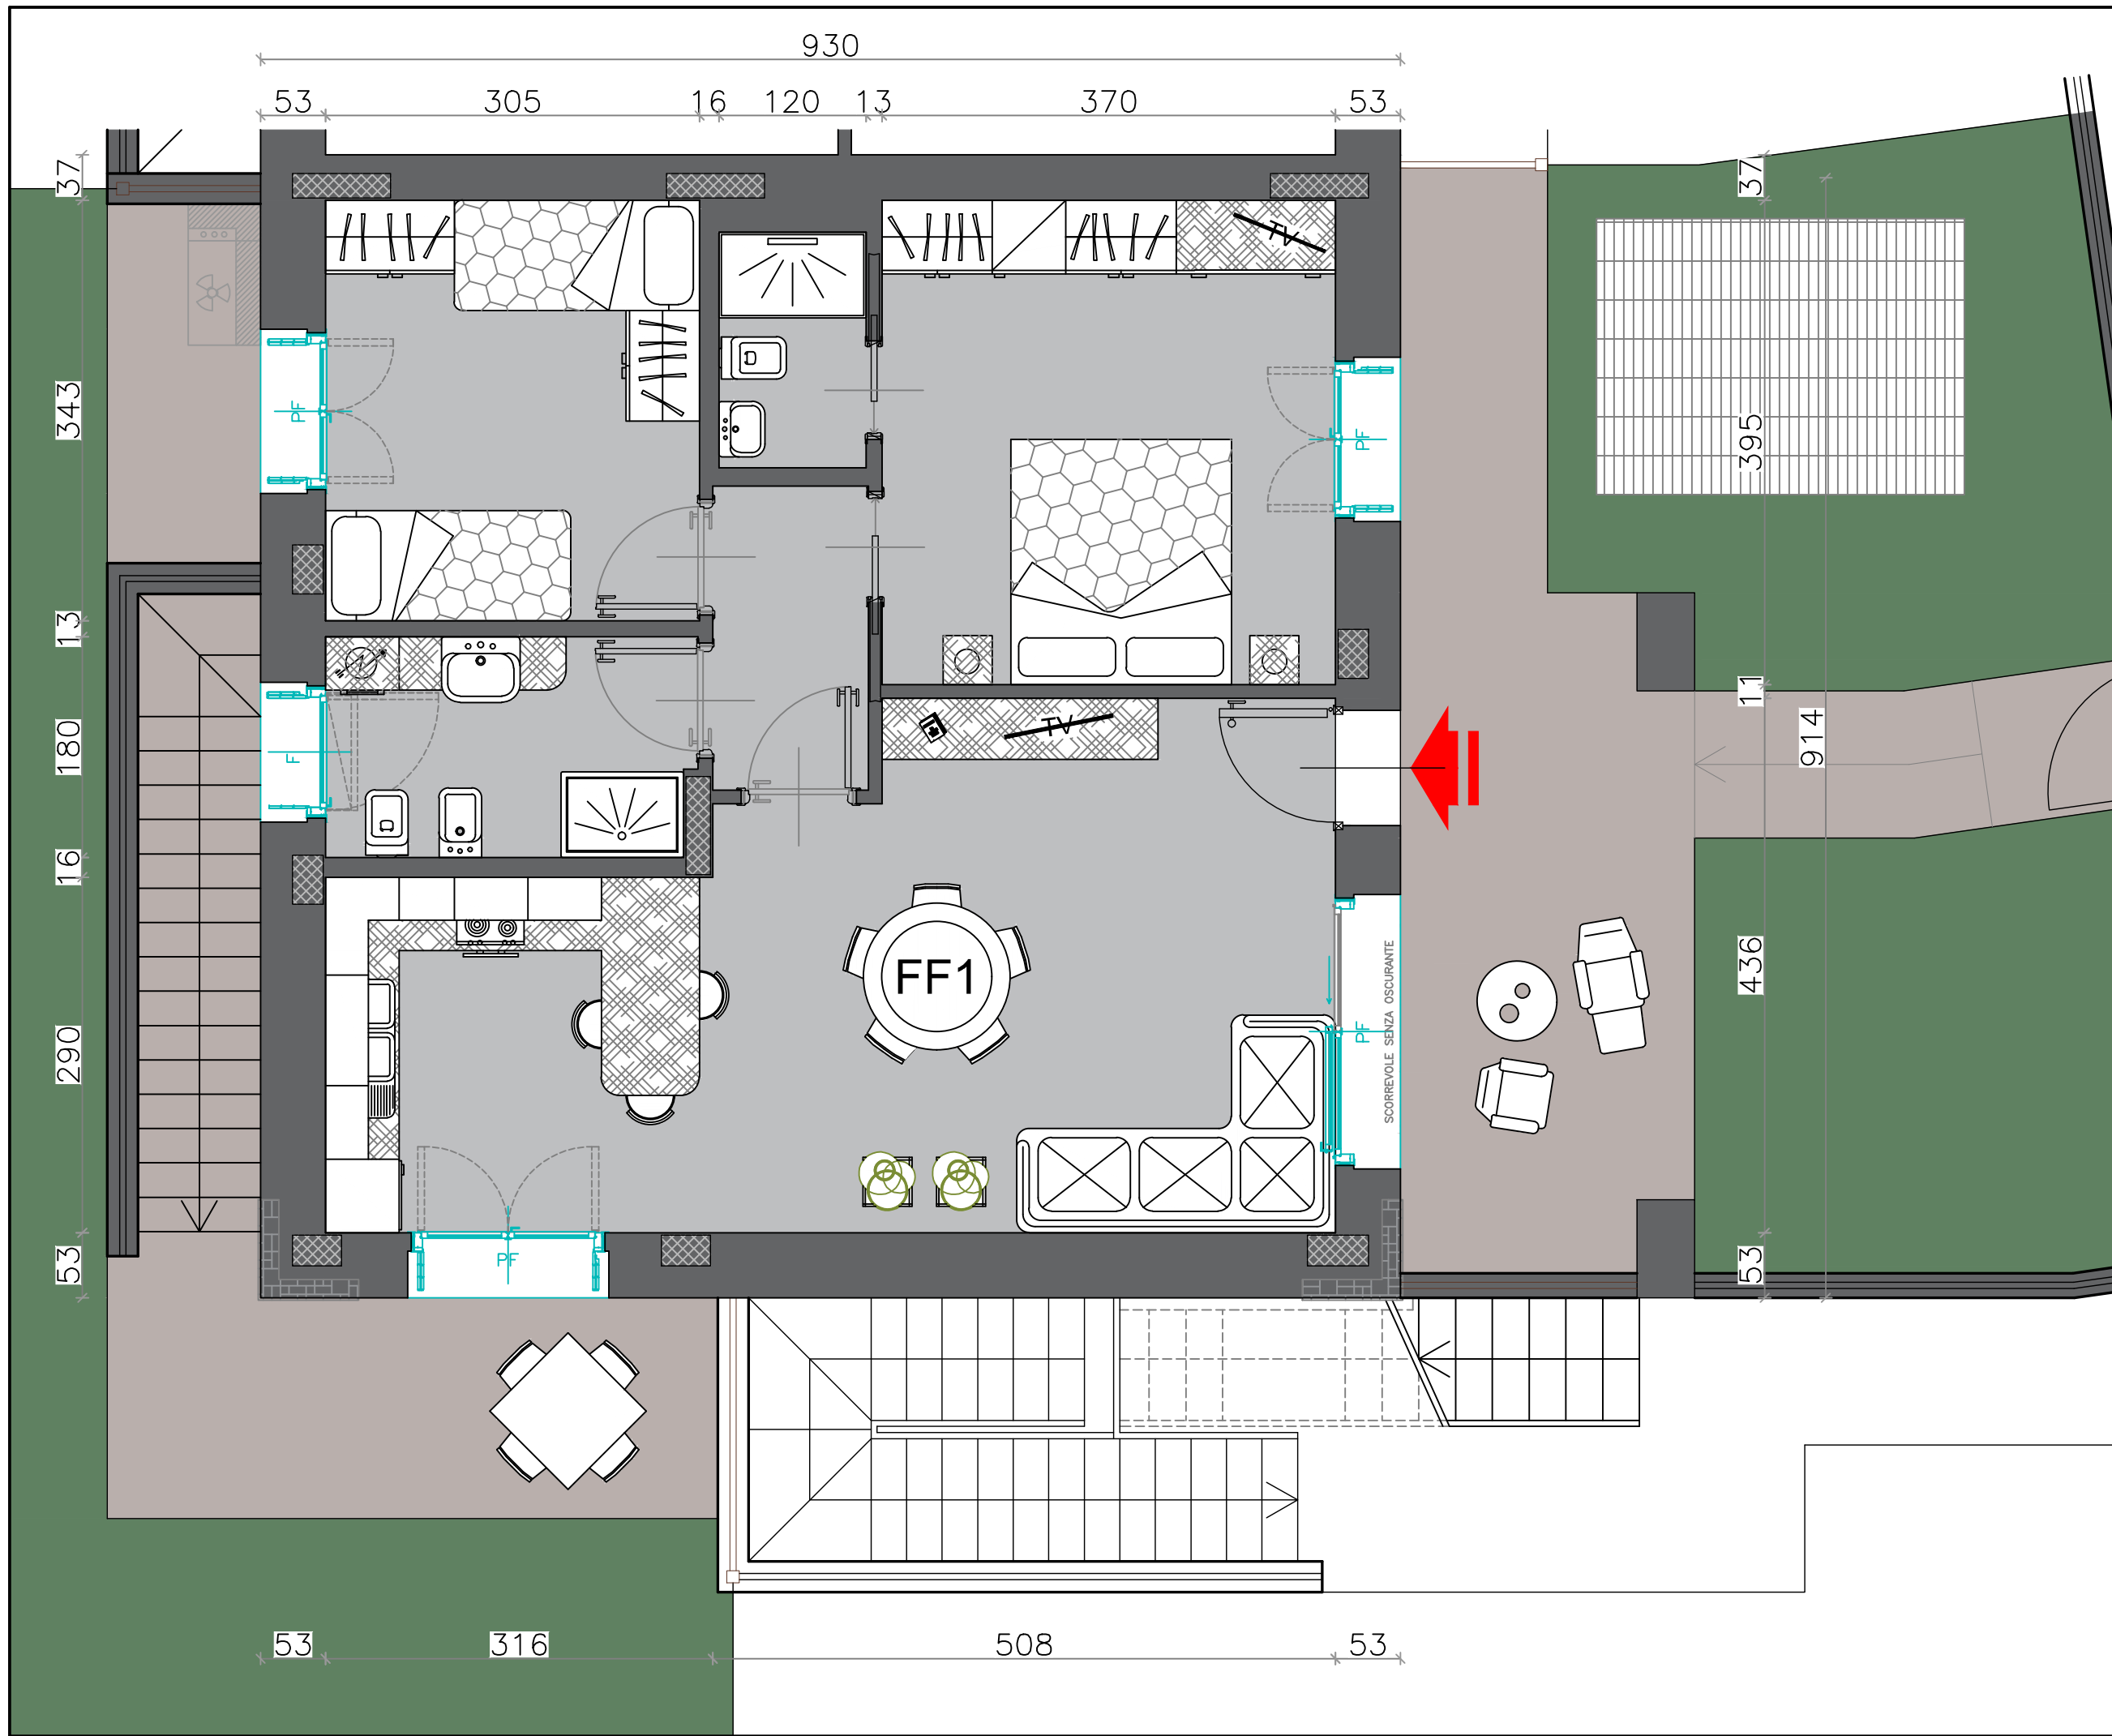 930
53 305 16 120 13 370 53
37
343
13
180
16
290
53
37
395
11
914
436
53
TV
PF
PF
F
TV
FF1
PF
SCORREVOLE SENZA OSCURANTE
PF
53 316 508 53